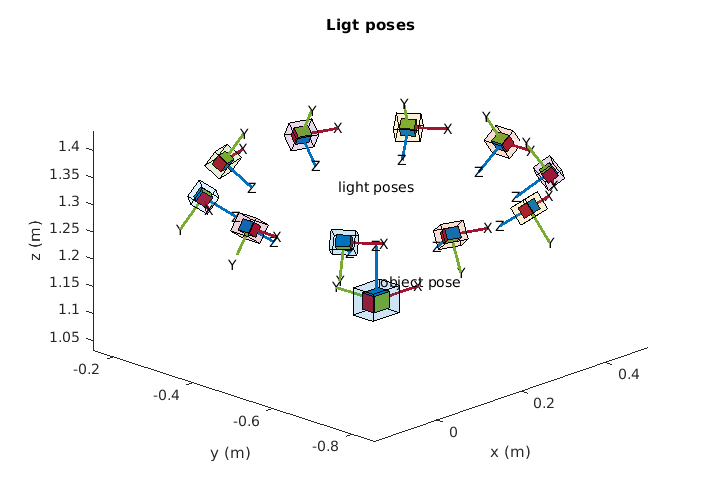 Ligt poses
light poses
object pose
z (m)
1.4
1.35
1.3
1.25
1.2
1.15
1.1
1.05
-0.2
-0.4
-0.6
-0.8
y (m)
0
0.2
0.4
x (m)
Y
X
Z
Y
X
Z
Y
X
Z
Y
X
Z
Y
X
Z
Y
X
Z
Y
X
Z
Y
X
Z
Y
X
Z
Y
X
Z
Y
X
Z
Y
X
Z